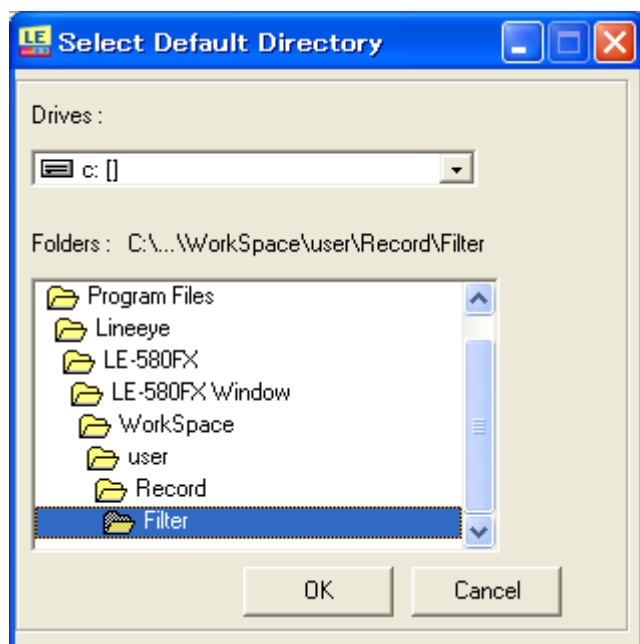 LE Select Default Directory
Drives :
c: []
Folders : C:\...\WorkSpace\user\Record\Filter
Program Files
Lineeye
LE-580FX
LE-580FX Window
WorkSpace
user
Record
Filter
OK Cancel